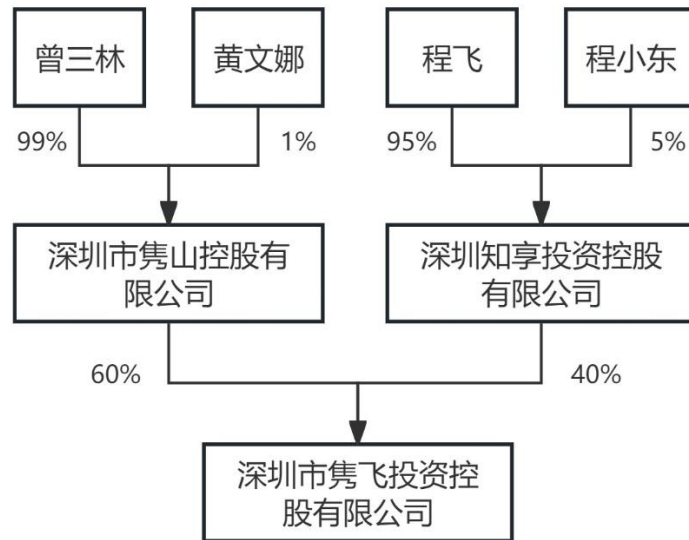 曾三林
黄文娜
程飞
程小东
99%
1%
95%
5%
深圳市隽山控股有
限公司
深圳知享投资控股
有限公司
60%
40%
深圳市隽飞投资控
股有限公司